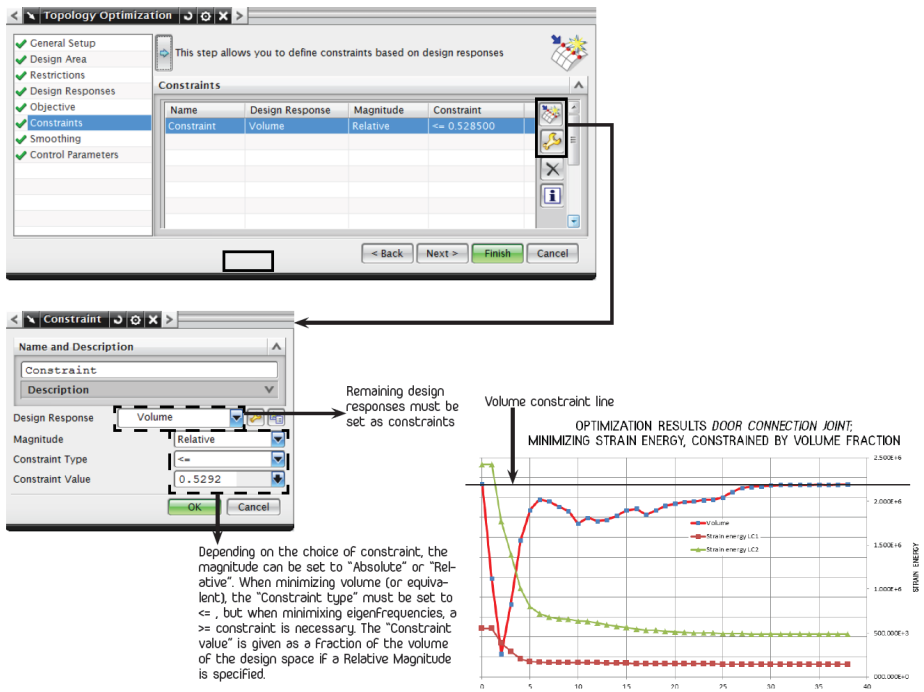 Topology Optimization
General Setup
Design Area
Restrictions
Design Responses
Objective
Constraints
Smoothing
Control Parameters
This step allows you to define constraints based on design responses
Constraints
Name Design Response Magnitude Constraint
Constraint Volume Relative <= 0.528500
< Back Next > Finish Cancel
Constraint
Name and Description
Constraint
Description
Design Response Volume
Magnitude Relative
Constraint Type <=
Constraint Value 0.5292
OK Cancel
Remaining design
responses must be
set as constraints
Depending on the choice of constraint, the
magnitude can be set to "Absolute" or "Rel-
ative". When minimizing volume (or equiva-
lent), the "Constraint type" must be set to
<= , but when minimixing eigenfrequencies, a
>= constraint is necessary. The "Constraint
value" is given as a fraction of the volume
of the design space if a Relative Magnitude
is specified.
Volume constraint line
OPTIMIZATION RESULTS DOOR CONNECTION JOINT;
MINIMIZING STRAIN ENERGY, CONSTRAINED BY VOLUME FRACTION
2.500E+6
2.000E+6
1.500E+6
1.000E+6
500.000E+3
000.000E+0
STRAIN ENERGY
Volume
Strain energy LC1
Strain energy LC2
0 5 10 15 20 25 30 35 40